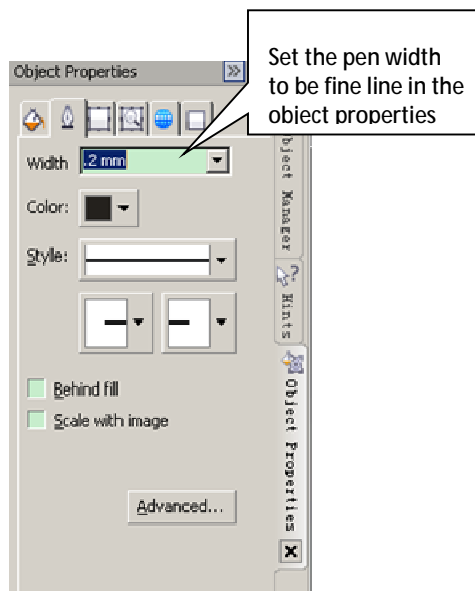 Set the pen width
to be fine line in the
object properties
Object Properties
Width .2 mm
Color:
Style:
Behind fill
Scale with image
Advanced...
bject Manager
Hints
Object Properties